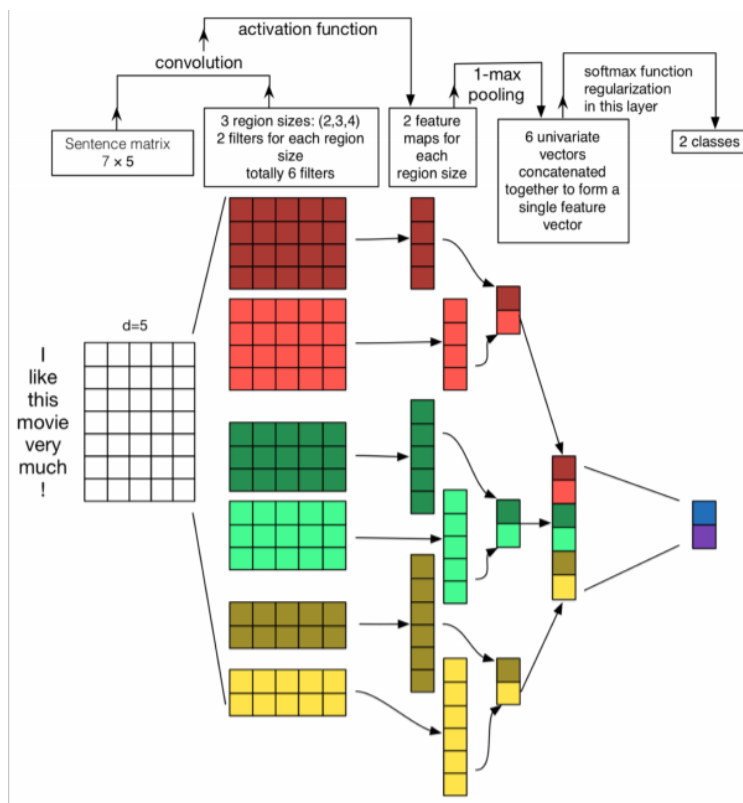 activation function
convolution
1-max
pooling
softmax function
regularization
in this layer
Sentence matrix
7 × 5
3 region sizes: (2,3,4)
2 filters for each region
size
totally 6 filters
2 feature
maps for
each
region size
6 univariate
vectors
concatenated
together to form a
single feature
vector
2 classes
d=5
I
like
this
movie
very
much
!